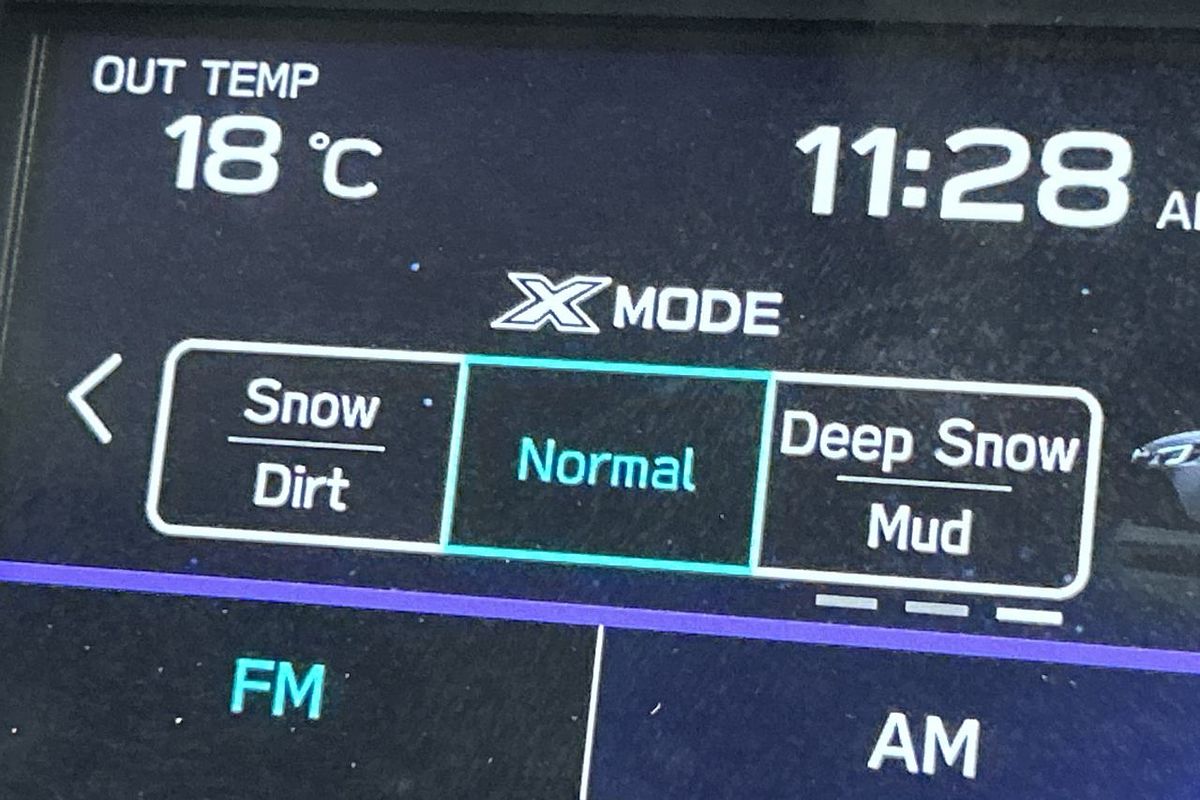 OUT TEMP
18 °C
11:28
X MODE
Snow
Dirt
Normal
Deep Snow
Mud
FM
AM